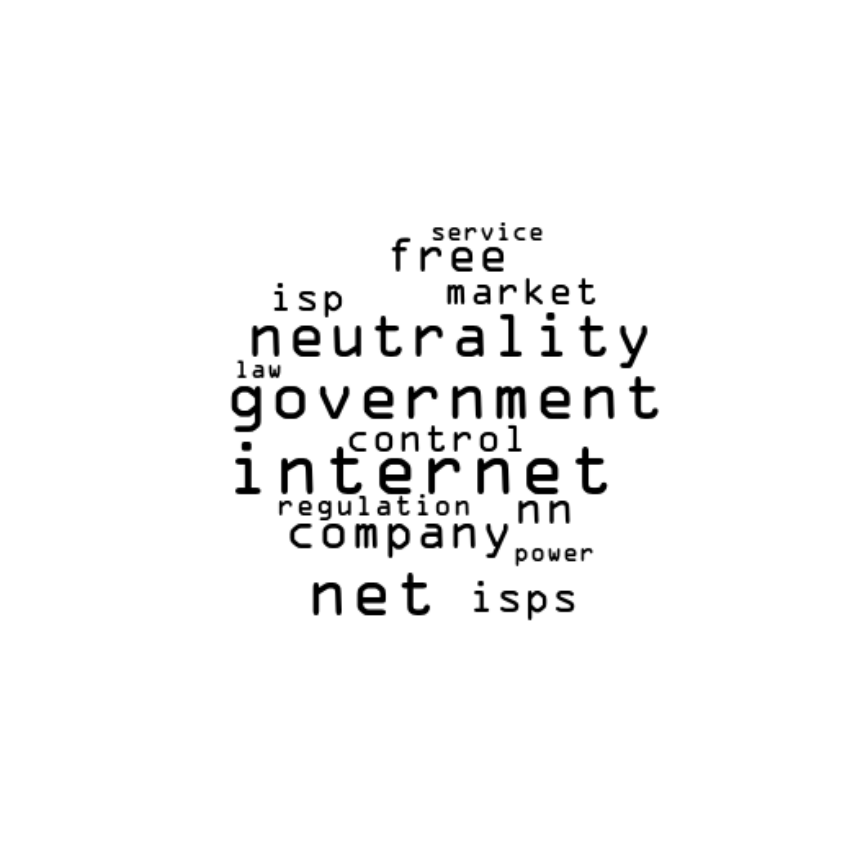 service
free
isp market
neutrality
law
government
control
internet
regulation nn
company
power
net isps